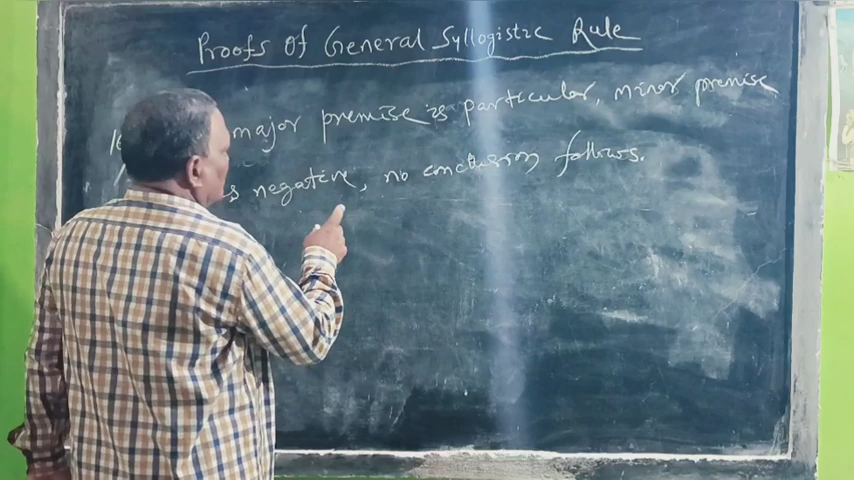 Proofs Of General Syllogistic Rule
major premise is particular, minor premise
is negative, no conclusion follows.